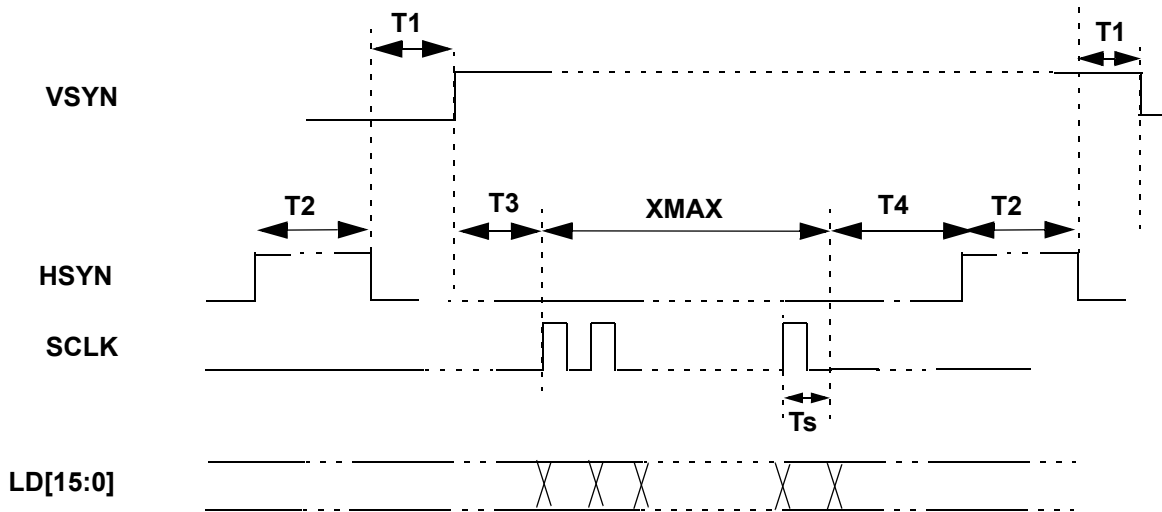 T1
T1
VSYN
T2
T3
XMAX
T4
T2
HSYN
SCLK
Ts
LD[15:0]